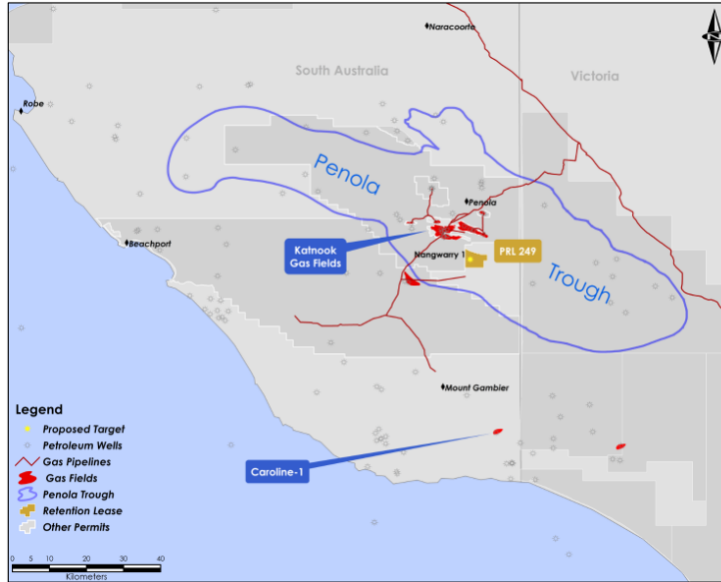 Naracoorte
N
South Australia
Victoria
Robe
Penola
Penola
Katnook
Gas Fields
Nangwarry 1
PRL 249
Beachport
Trough
Mount Gambier
Caroline-1
Legend
Proposed Target
Petroleum Wells
Gas Pipelines
Gas Fields
Penola Trough
Retention Lease
Other Permits
0 5 10 20 30 40
Kilometers